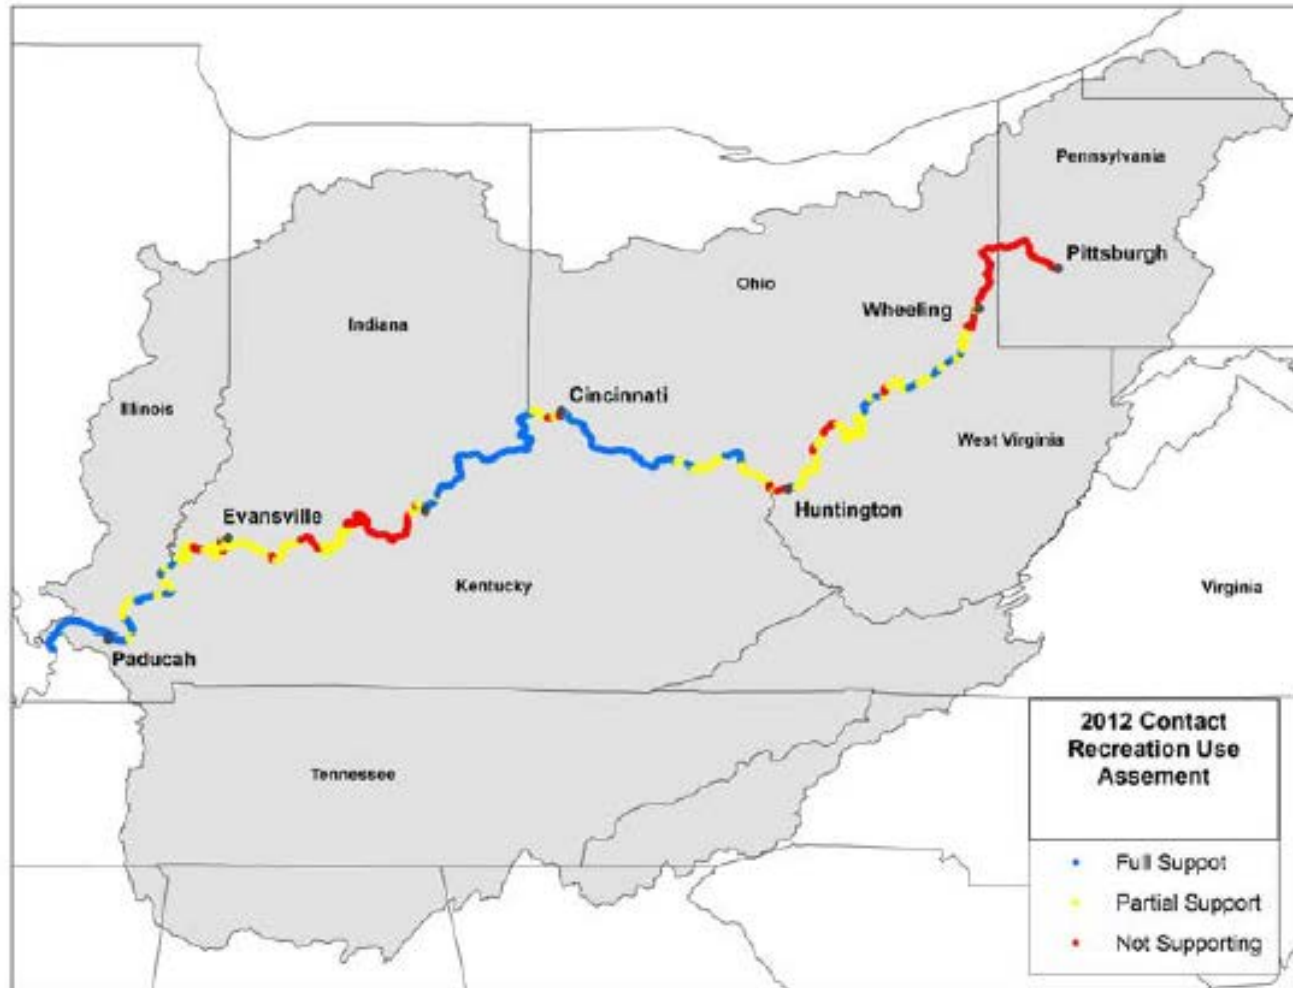 Pennsylvania
Pittsburgh
Ohio
Wheeling
Indiana
Cincinnati
Illinois
West Virginia
Huntington
Evansville
Kentucky
Virginia
Paducah
Tennessee
2012 Contact
Recreation Use
Assement
Full Suppot
Partial Support
Not Supporting